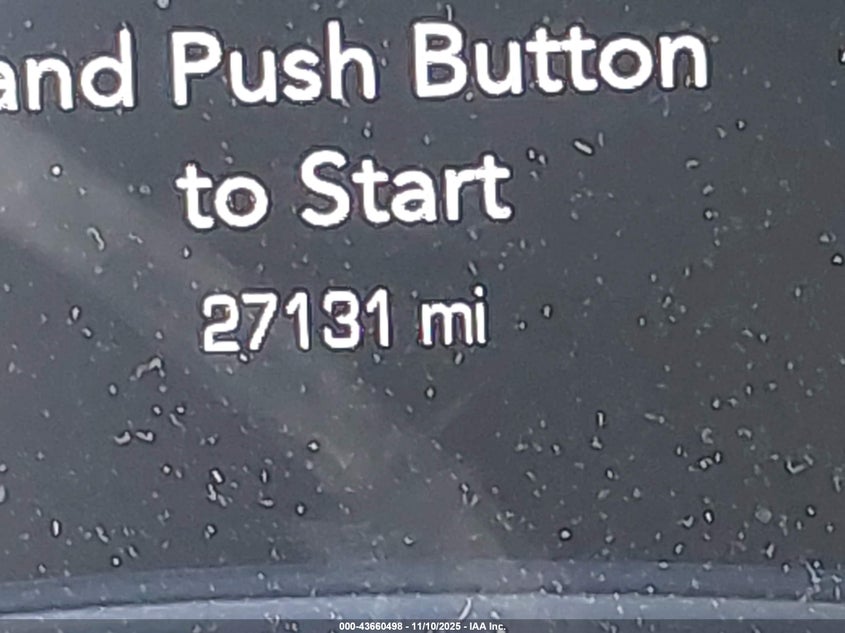 and Push Button
to Start
27131 mi
000-43660498 - 11/10/2025 - IAA Inc.